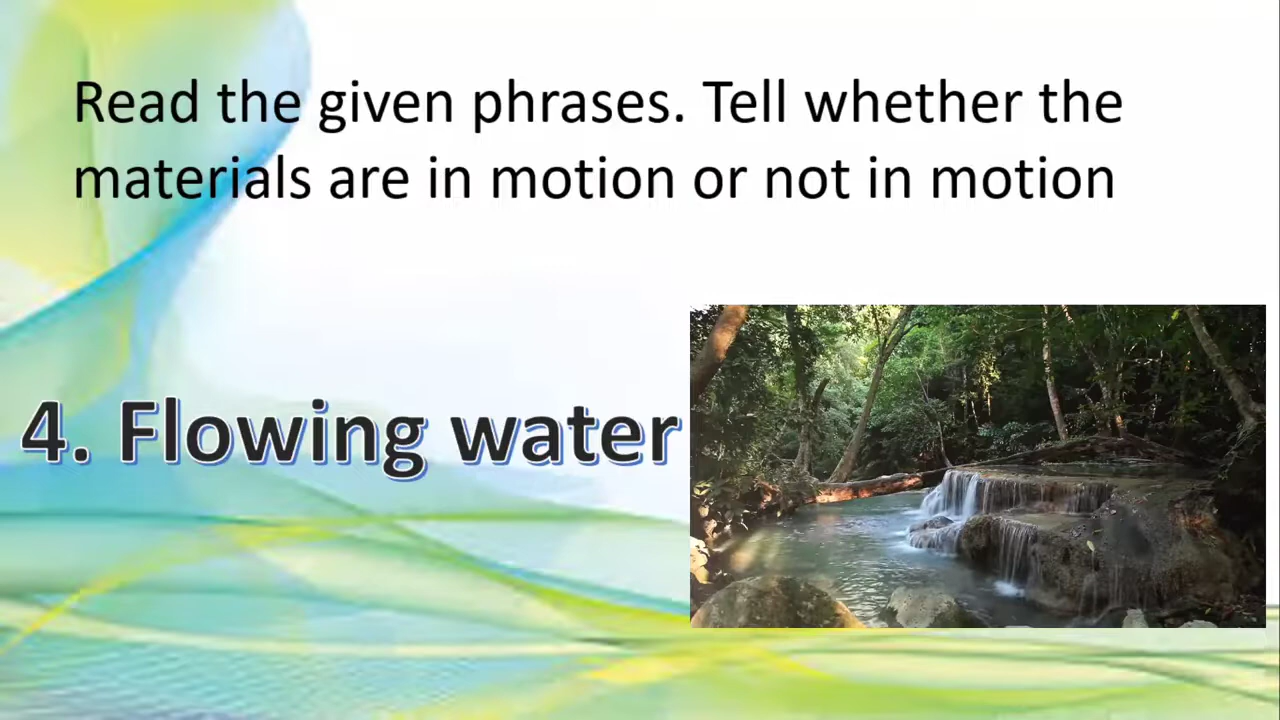 Read the given phrases. Tell whether the
materials are in motion or not in motion
4. Flowing water